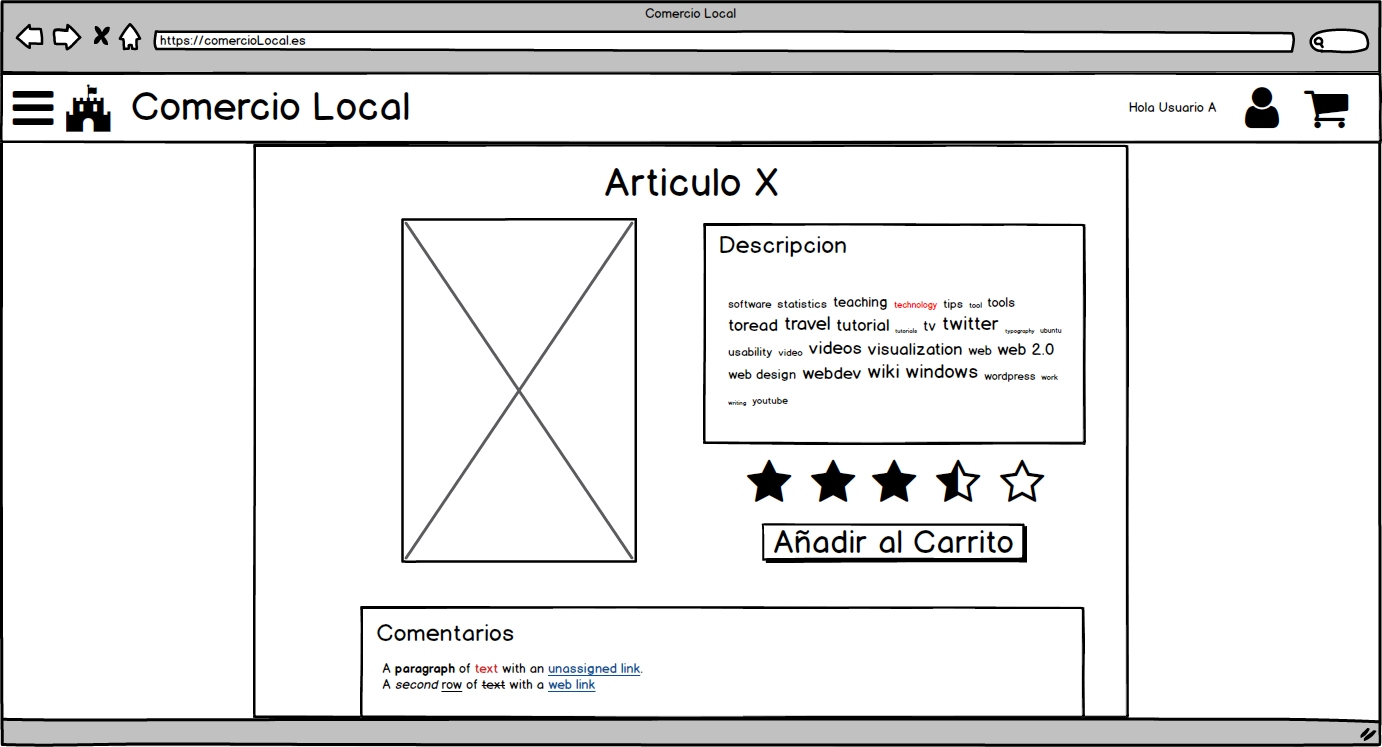 Comercio Local
https://comercioLocal.es
Comercio Local
Hola Usuario A
Articulo X
Descripcion
software statistics teaching technology tips tool tools
toread travel tutorial tutorials tv twitter typography ubuntu
usability video videos visualization web web 2.0
web design webdev wiki windows wordpress work
writing youtube
Añadir al Carrito
Comentarios
A paragraph of text with an unassigned link.
A second row of text with a web link